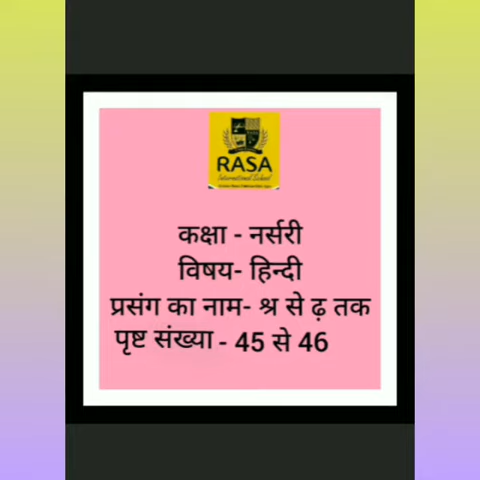 RASA
International School
कक्षा - नर्सरी
विषय- हिन्दी
प्रसंग का नाम- श्र से ढ़ तक
पृष्ट संख्या - 45 से 46